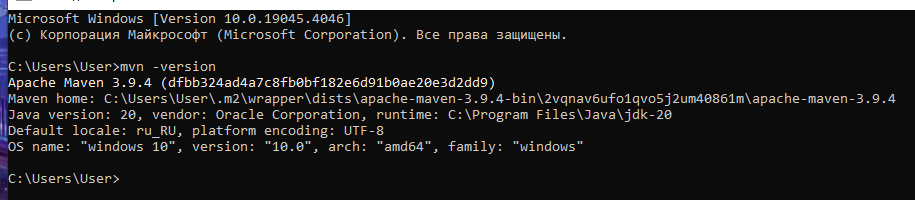 Microsoft Windows [Version 10.0.19045.4046]
(c) Корпорация Майкрософт (Microsoft Corporation). Все права защищены.
C:\Users\User>mvn -version
Apache Maven 3.9.4 (dfbb324ad4a7c8fb0bf182e6d91b0ae20e3d2dd9)
Maven home: C:\Users\User\.m2\wrapper\dists\apache-maven-3.9.4-bin\2vqnav6ufo1qvo5j2um40861m\apache-maven-3.9.4
Java version: 20, vendor: Oracle Corporation, runtime: C:\Program Files\Java\jdk-20
Default locale: ru_RU, platform encoding: UTF-8
OS name: "windows 10", version: "10.0", arch: "amd64", family: "windows"
C:\Users\User>